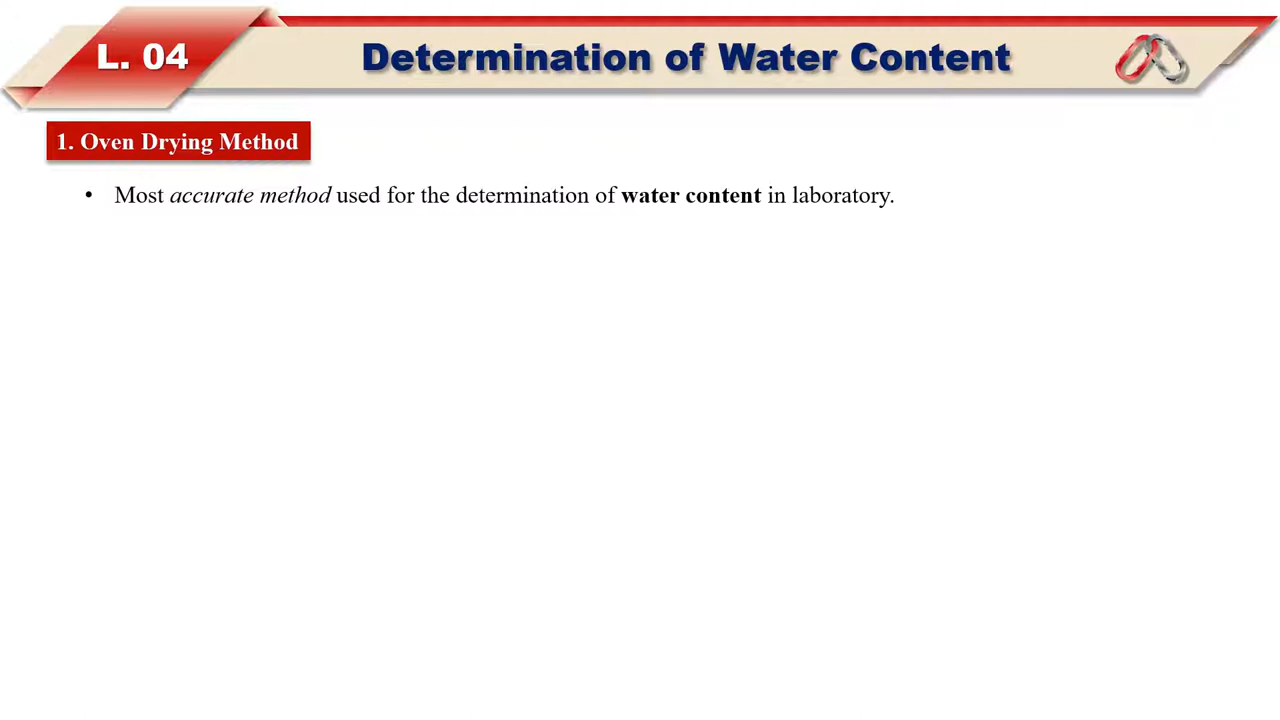 L. 04
Determination of Water Content
1. Oven Drying Method
• Most accurate method used for the determination of water content in laboratory.